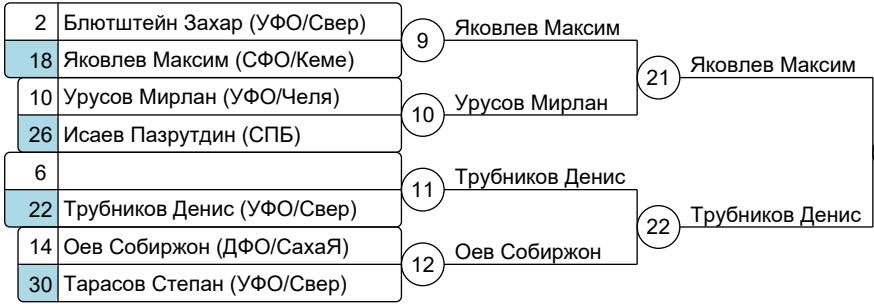 2 Блютштейн Захар (УФО/Свер)
18 Яковлев Максим (СФО/Кеме)
10 Урусов Мирлан (УФО/Челя)
26 Исаев Пазрутдин (СПБ)
6
22 Трубников Денис (УФО/Свер)
14 Оев Собиржон (ДФО/СахаЯ)
30 Тарасов Степан (УФО/Свер)
9 Яковлев Максим
10 Урусов Мирлан
11 Трубников Денис
12 Оев Собиржон
21 Яковлев Максим
22 Трубников Денис